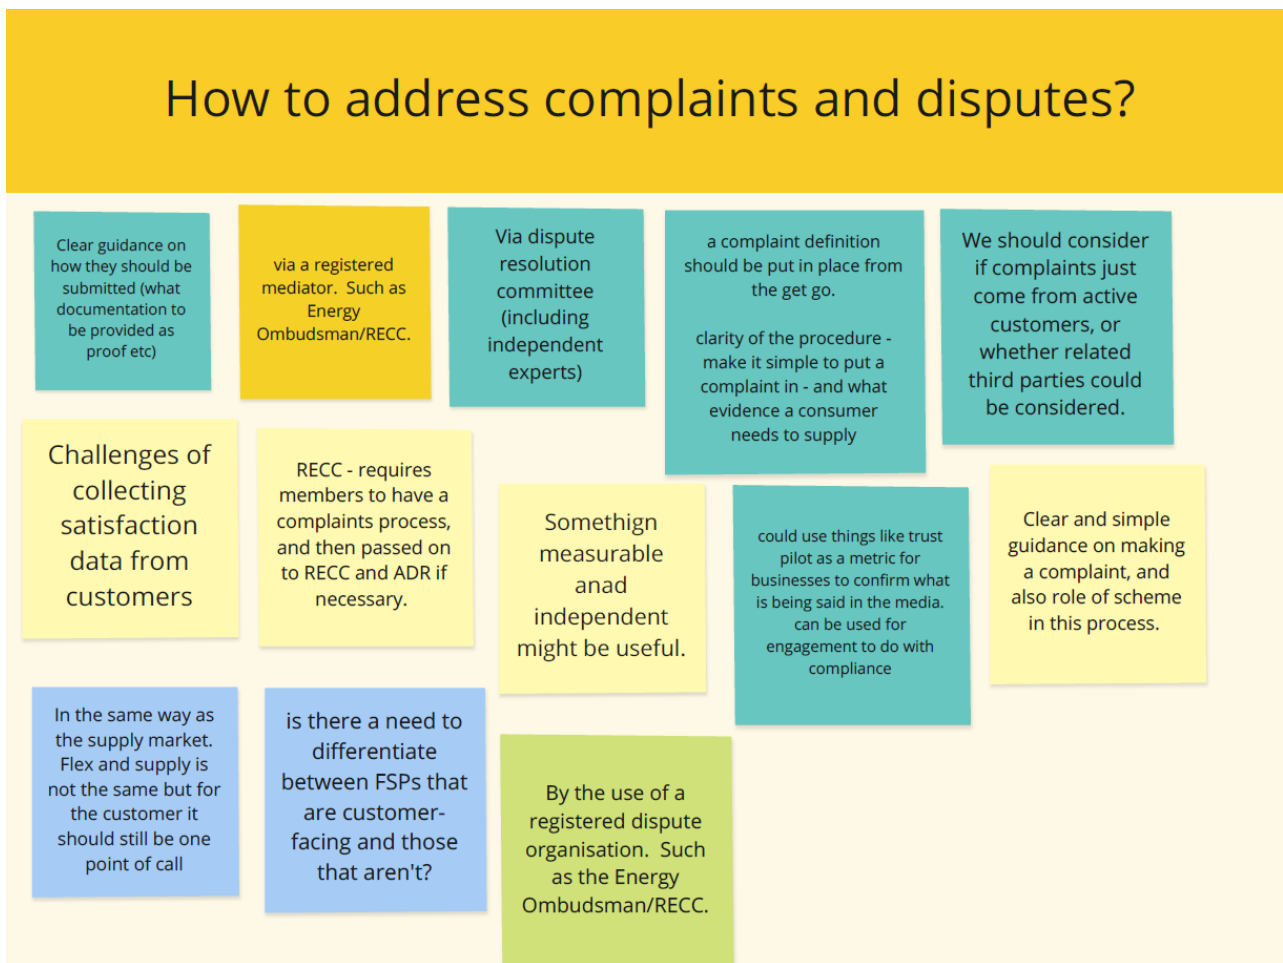 How to address complaints and disputes?
Clear guidance on
how they should be
submitted (what
documentation to
be provided as
proof etc)
via a registered
mediator.  Such as
Energy
Ombudsman/RECC.
Via dispute
resolution
committee
(including
independent
experts)
a complaint definition
should be put in place from
the get go.
clarity of the procedure -
make it simple to put a
complaint in - and what
evidence a consumer
needs to supply
We should consider
if complaints just
come from active
customers, or
whether related
third parties could
be considered.
Challenges of
collecting
satisfaction
data from
customers
RECC - requires
members to have a
complaints process,
and then passed on
to RECC and ADR if
necessary.
Somethign
measurable
anad
independent
might be useful.
could use things like trust
pilot as a metric for
businesses to confirm what
is being said in the media.
can be used for
engagement to do with
compliance
Clear and simple
guidance on making
a complaint, and
also role of scheme
in this process.
In the same way as
the supply market.
Flex and supply is
not the same but for
the customer it
should still be one
point of call
is there a need to
differentiate
between FSPs that
are customer-
facing and those
that aren't?
By the use of a
registered dispute
organisation.  Such
as the Energy
Ombudsman/RECC.